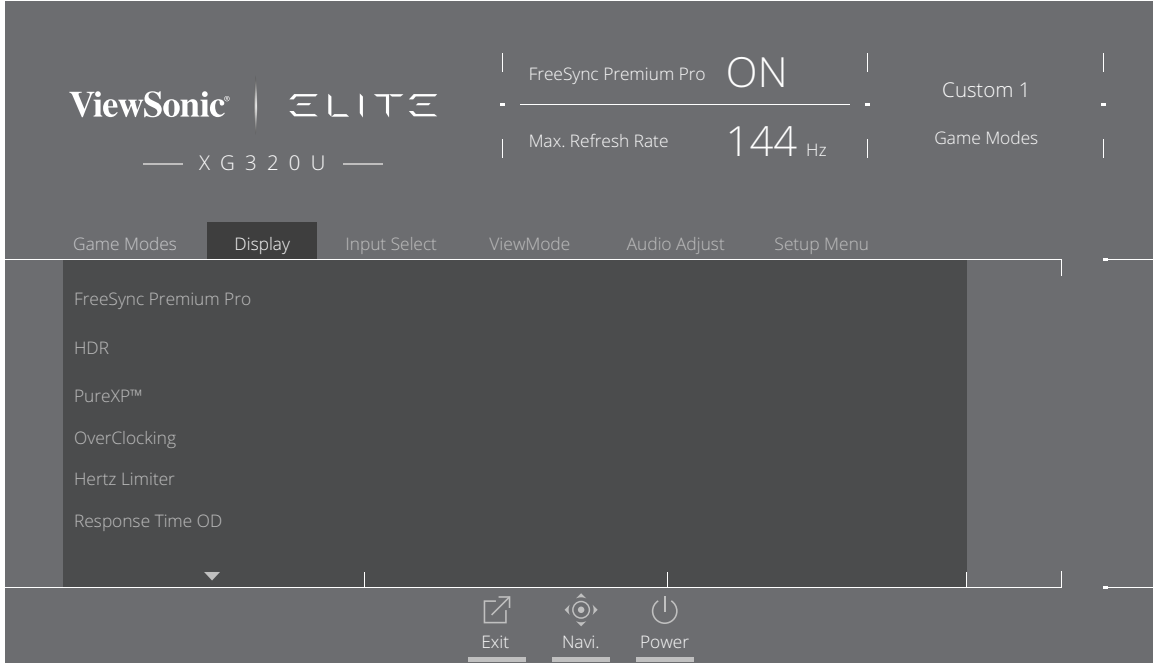 ViewSonic® ELITE
XG320U
FreeSync Premium Pro ON
Max. Refresh Rate 144 Hz
Custom 1
Game Modes
Game Modes Display Input Select ViewMode Audio Adjust Setup Menu
FreeSync Premium Pro
HDR
PureXP™
OverClocking
Hertz Limiter
Response Time OD
Exit Navi. Power